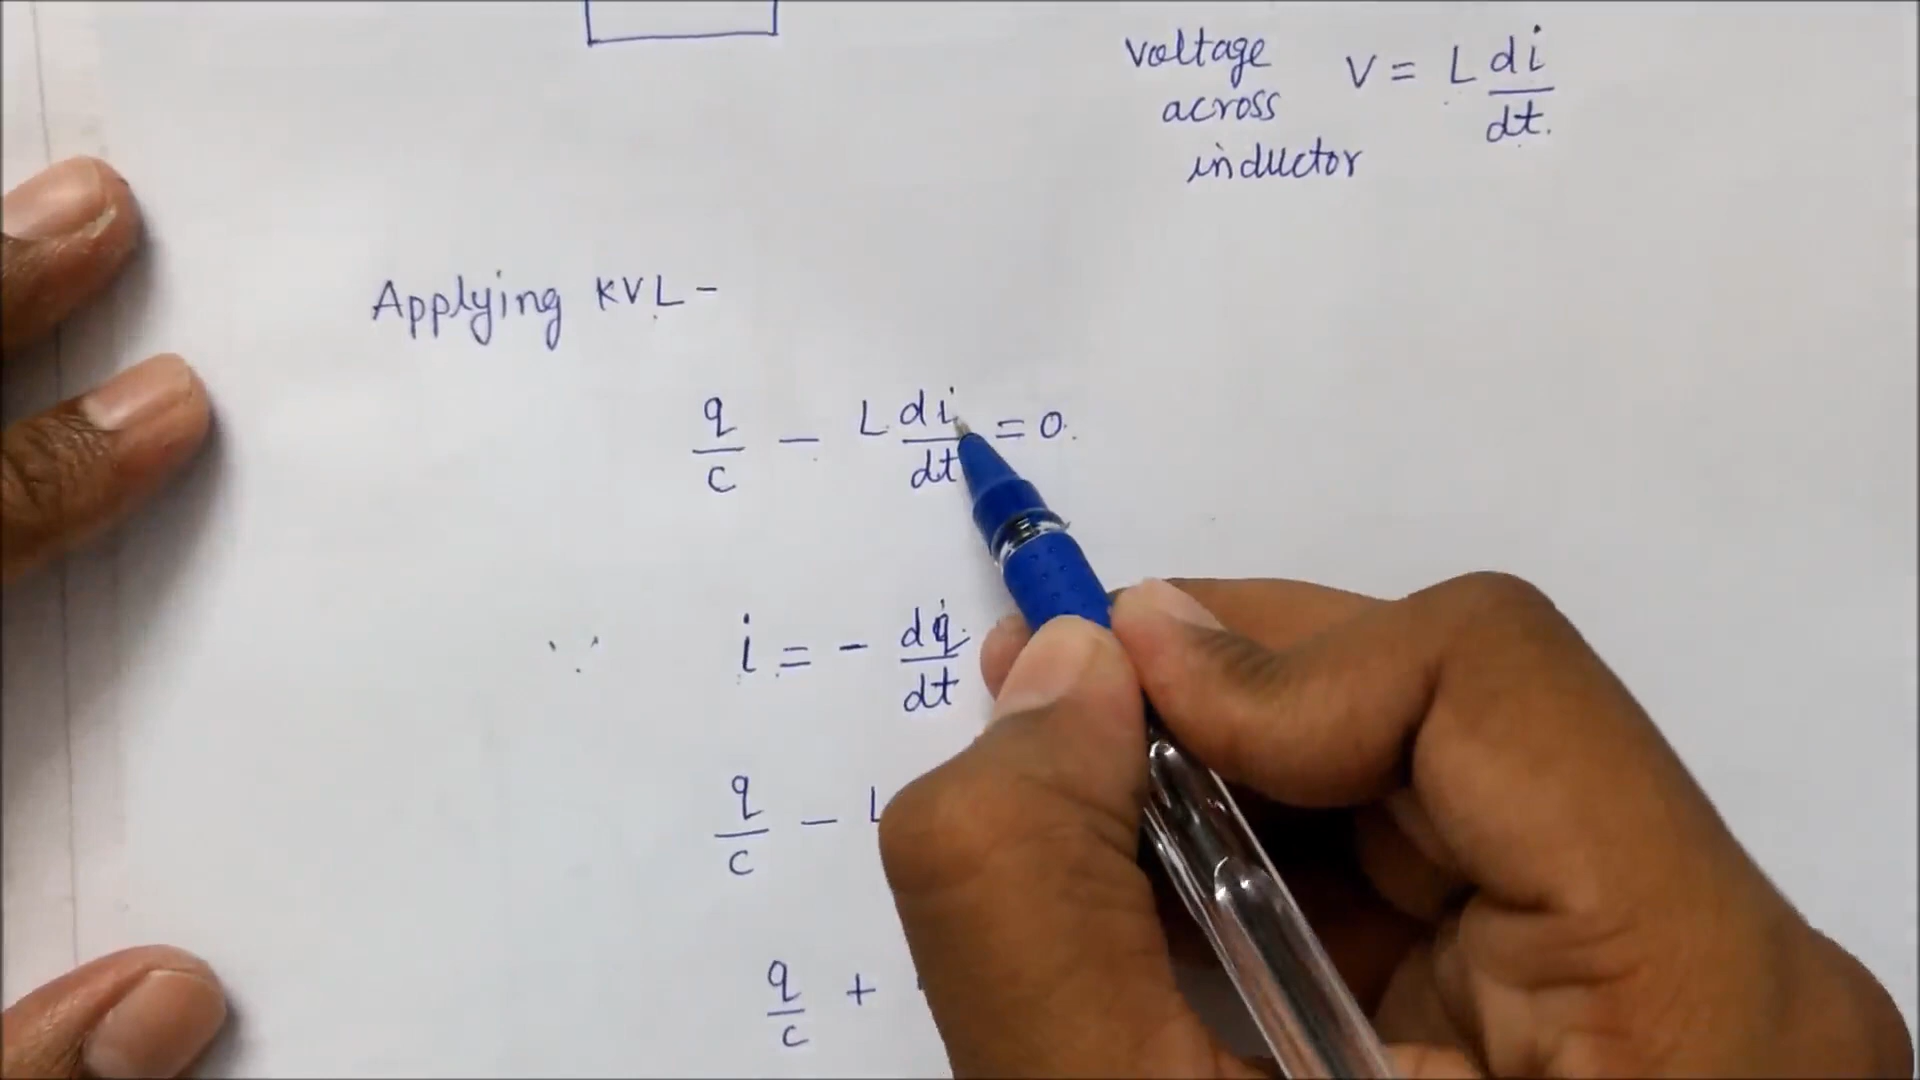 voltage
across
inductor
V = L di/dt.
Applying KVL -
q/c - L di/dt = 0.
∵ i = - dq/dt
q/c - L
q/c +